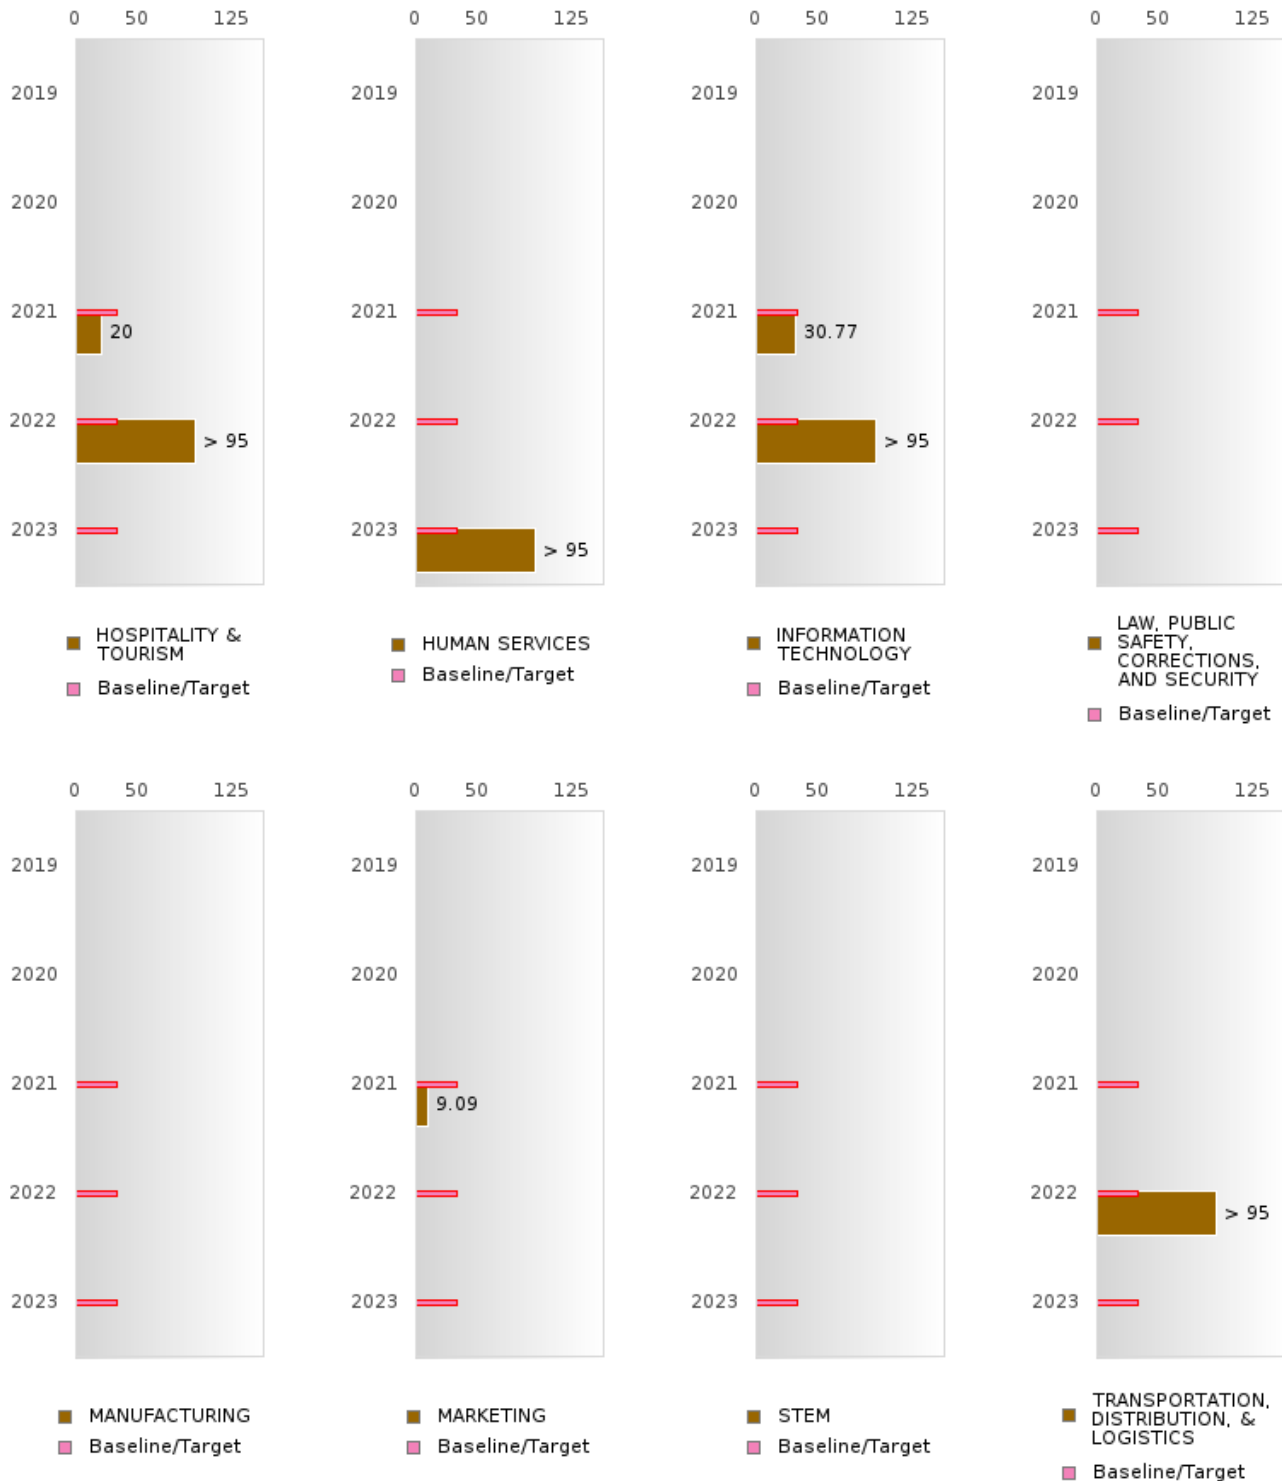 0 50 125 0 50 125 0 50 125 0 50 125
2019 2019 2019 2019
2020 2020 2020 2020
2021 2021 2021 2021
20 30.77
2022 2022 2022 2022
> 95 > 95
2023 2023 2023 2023
> 95
HOSPITALITY &
TOURISM
Baseline/Target
HUMAN SERVICES
Baseline/Target
INFORMATION
TECHNOLOGY
Baseline/Target
LAW, PUBLIC
SAFETY,
CORRECTIONS,
AND SECURITY
Baseline/Target
0 50 125 0 50 125 0 50 125 0 50 125
2019 2019 2019 2019
2020 2020 2020 2020
2021 2021 2021 2021
9.09
2022 2022 2022 2022
> 95
2023 2023 2023 2023
MANUFACTURING
Baseline/Target
MARKETING
Baseline/Target
STEM
Baseline/Target
TRANSPORTATION,
DISTRIBUTION, &
LOGISTICS
Baseline/Target